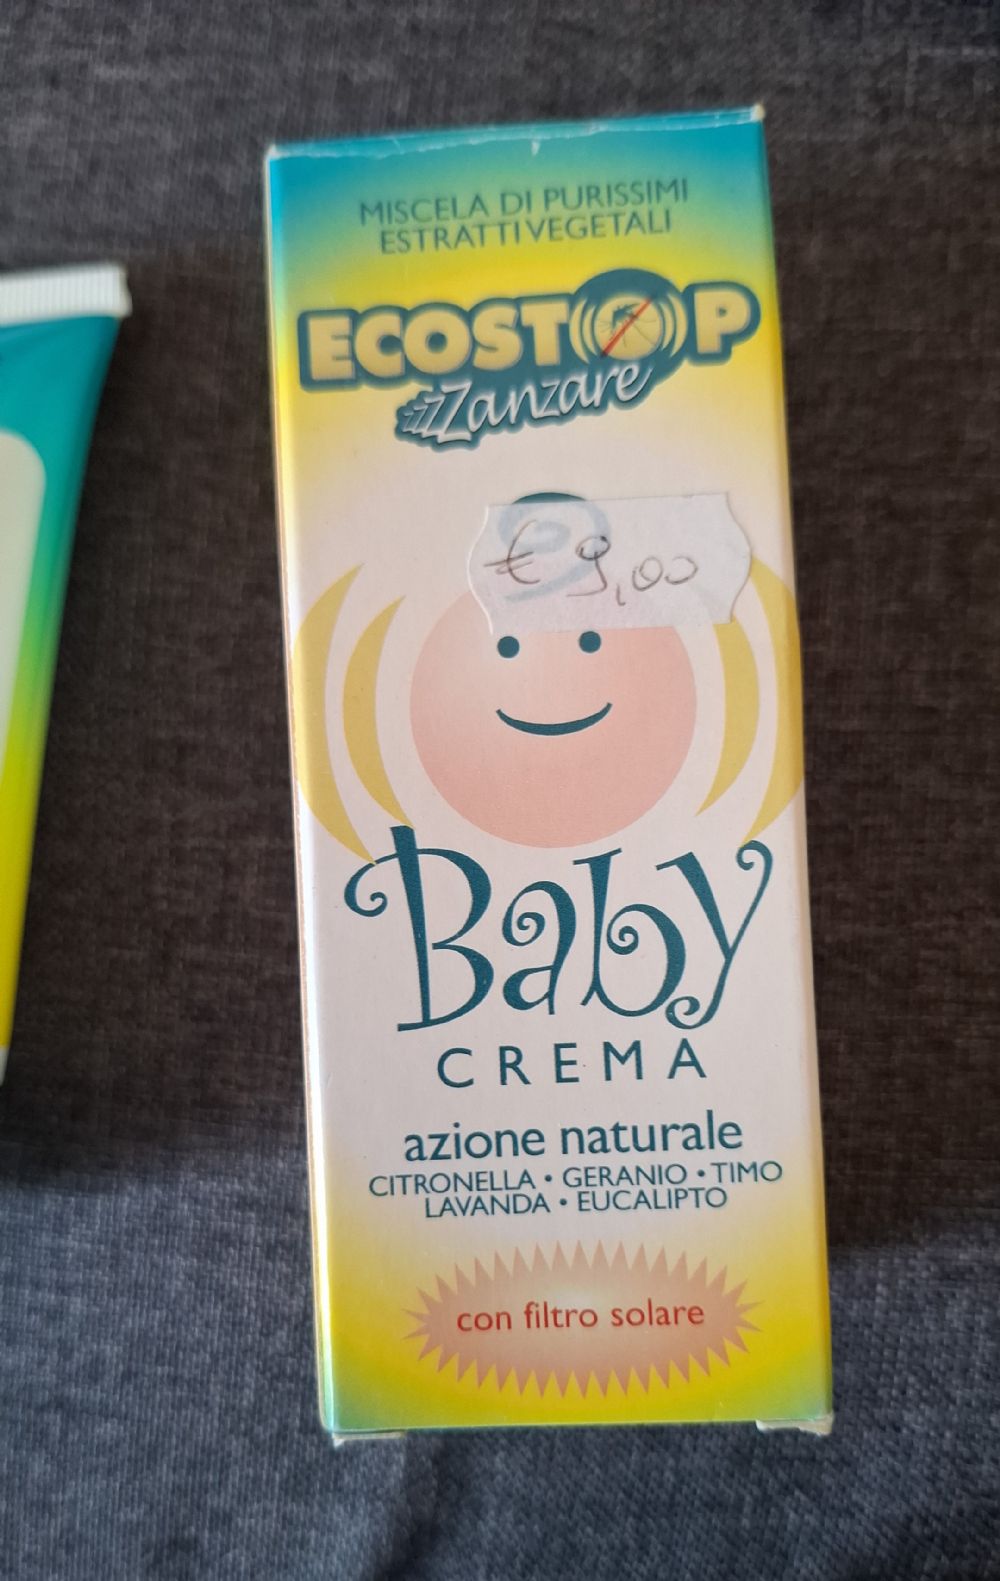 MISCELA DI PURISSIMI
ESTRATTI VEGETALI
ECOSTOP
zzZanzare
€ 9,00
Baby
CREMA
azione naturale
CITRONELLA • GERANIO • TIMO
LAVANDA • EUCALIPTO
con filtro solare